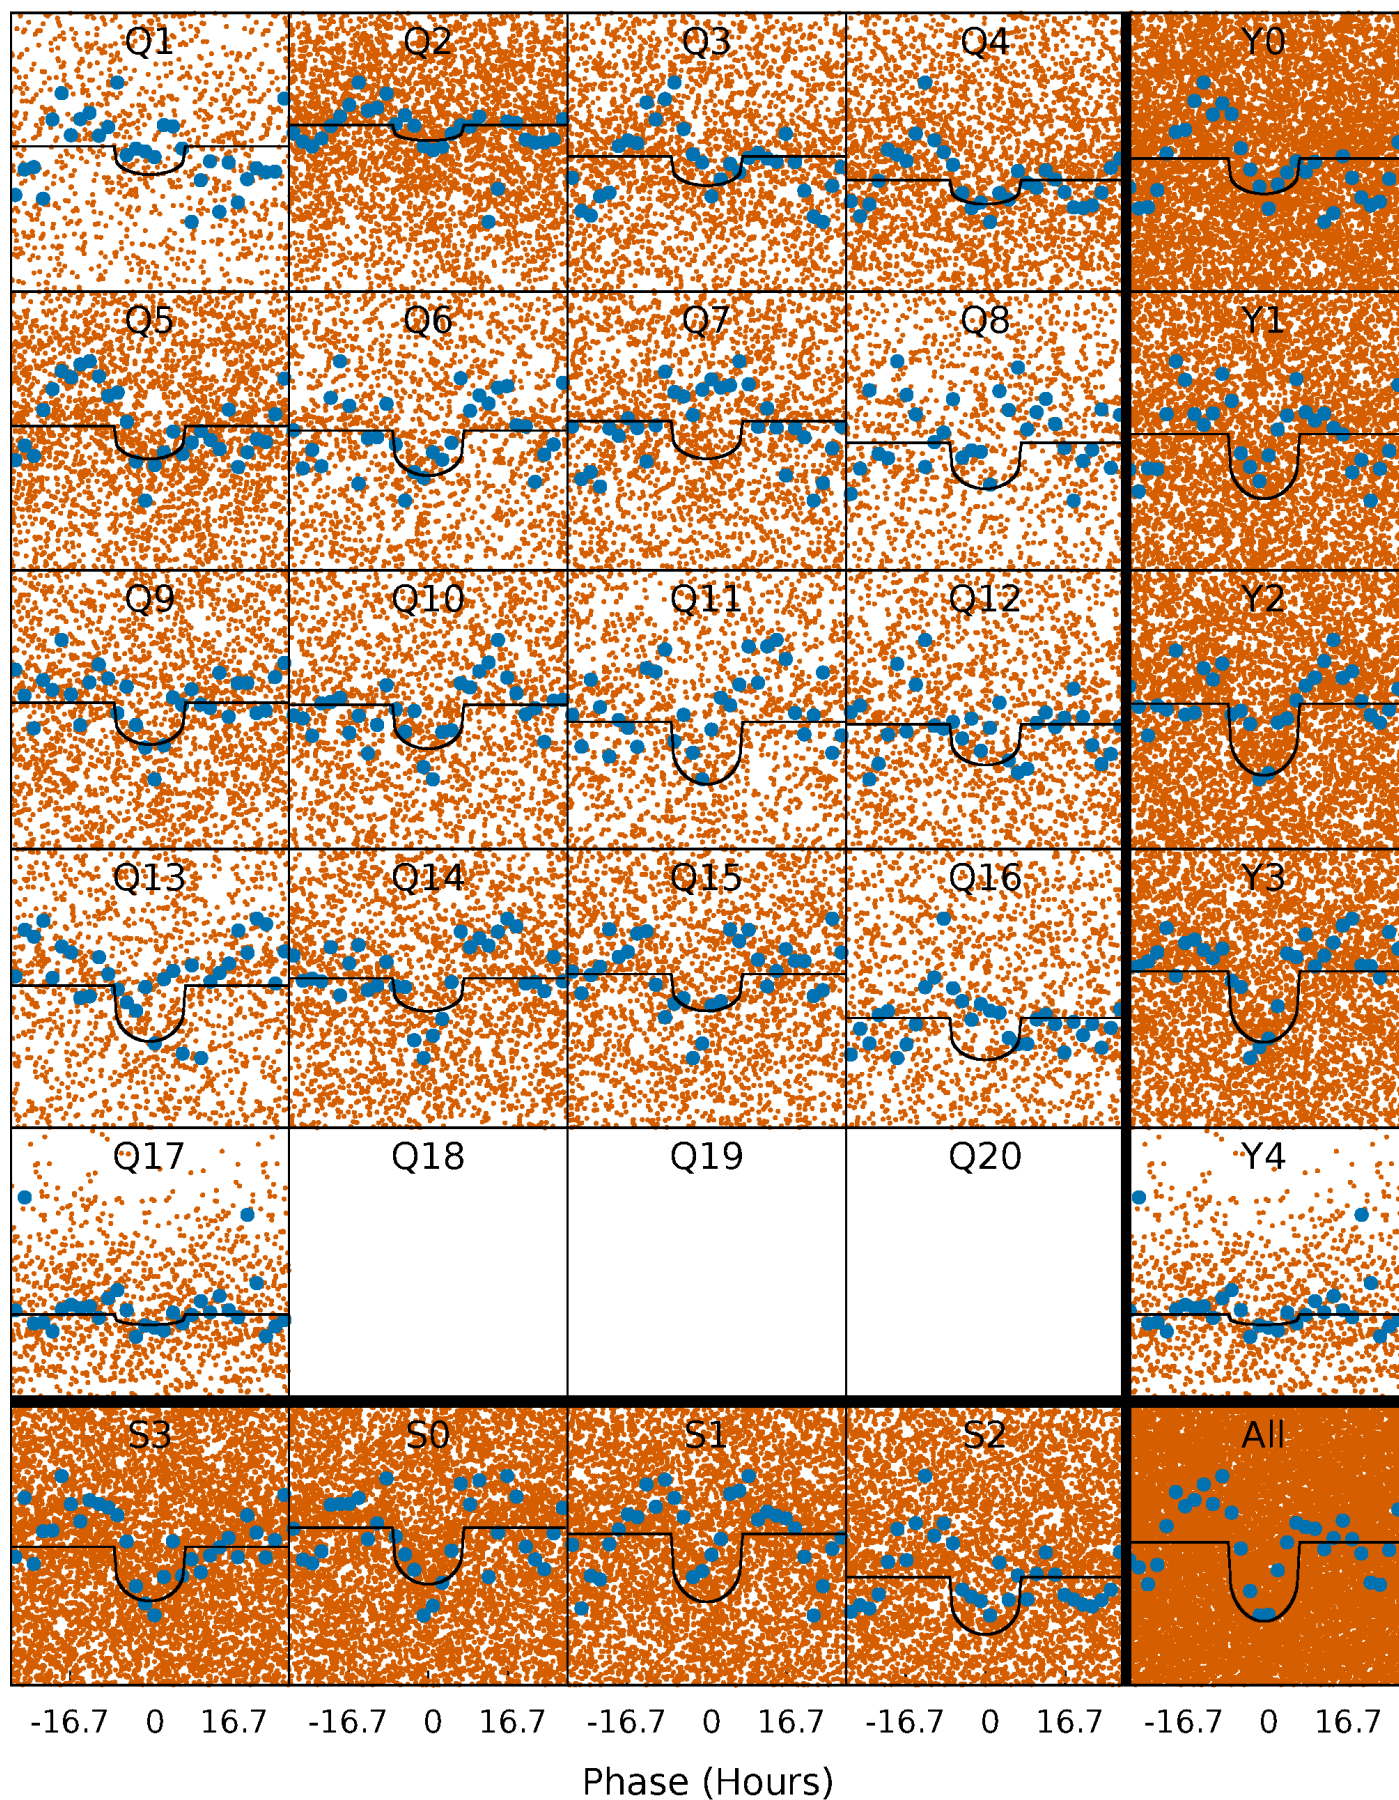 Q1 Q2 Q3 Q4 Y0
Q5 Q6 Q7 Q8 Y1
Q9 Q10 Q11 Q12 Y2
Q13 Q14 Q15 Q16 Y3
Q17 Q18 Q19 Q20 Y4
S3 S0 S1 S2 All
-16.7 0 16.7 -16.7 0 16.7 -16.7 0 16.7 -16.7 0 16.7 -16.7 0 16.7
Phase (Hours)